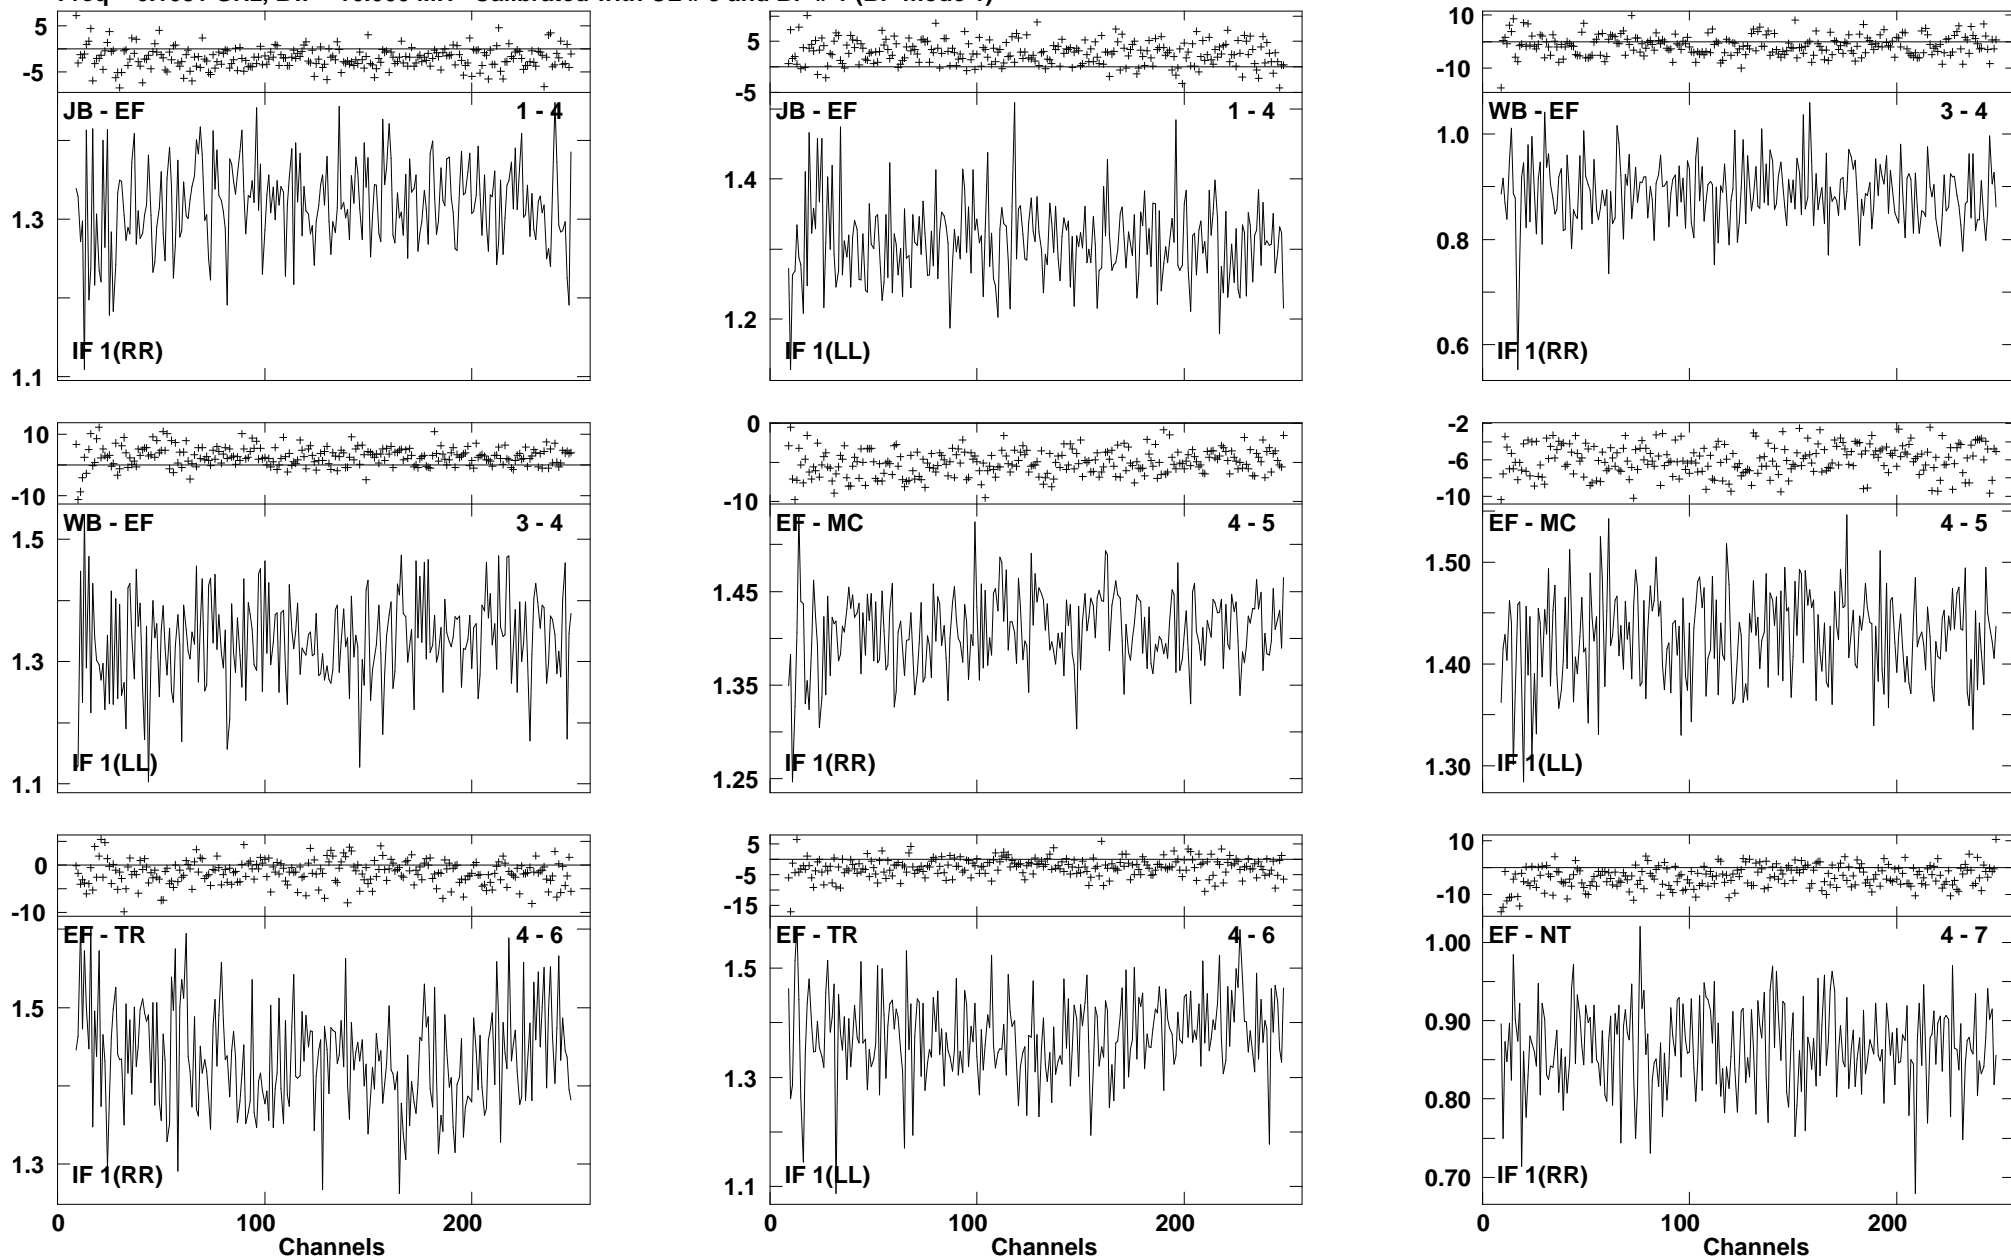 5
-5
JB - EF 1 - 4
1.3
1.1
IF 1(RR)
5
-5
JB - EF 1 - 4
1.4
1.2
IF 1(LL)
10
-10
WB - EF 3 - 4
1.0
0.8
0.6
IF 1(RR)
10
-10
WB - EF 3 - 4
1.5
1.3
1.1
IF 1(LL)
0
-10
EF - MC 4 - 5
1.45
1.35
1.25
IF 1(RR)
-2
-6
-10
EF - MC 4 - 5
1.50
1.40
1.30
IF 1(LL)
0
-10
EF - TR 4 - 6
1.5
1.3
IF 1(RR)
0 100 200
Channels
5
-5
-15
EF - TR 4 - 6
1.5
1.3
1.1
IF 1(LL)
0 100 200
Channels
10
-10
EF - NT 4 - 7
1.00
0.90
0.80
0.70
IF 1(RR)
0 100 200
Channels